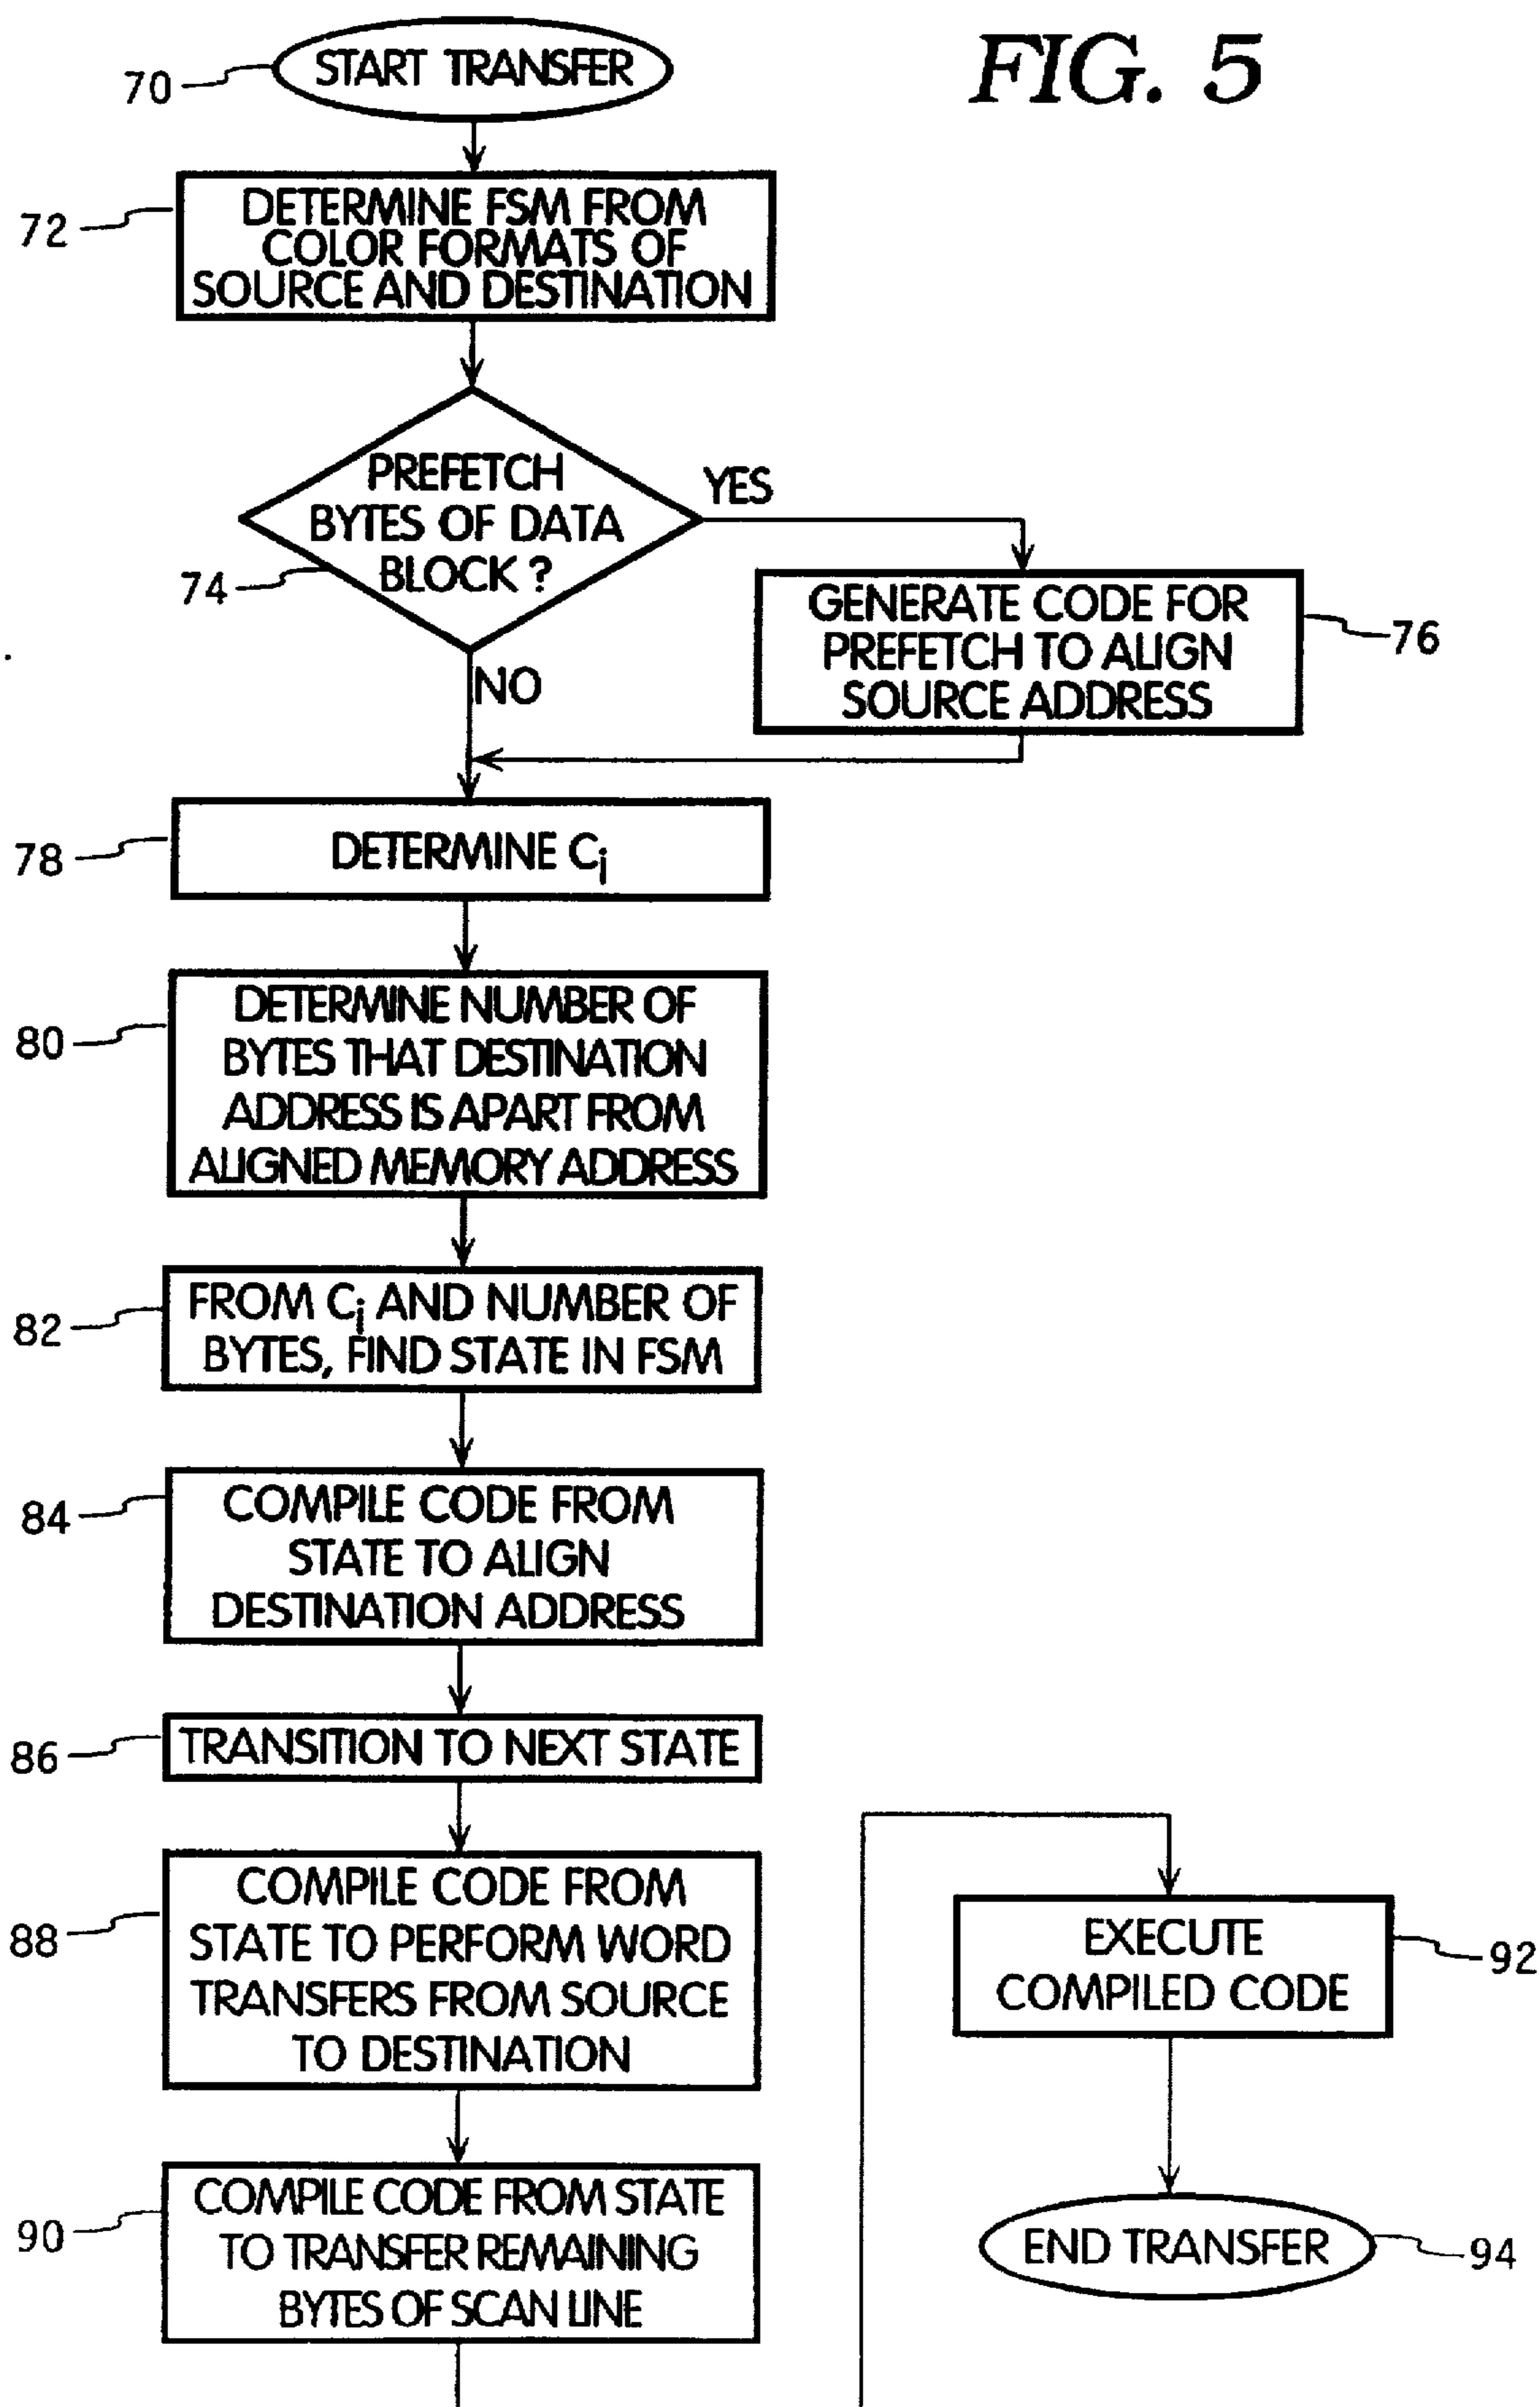 FIG. 5
70
START TRANSFER
72
DETERMINE FSM FROM
COLOR FORMATS OF
SOURCE AND DESTINATION
PREFETCH
BYTES OF DATA
BLOCK ?
74
YES
NO
GENERATE CODE FOR
PREFETCH TO ALIGN
SOURCE ADDRESS
76
78
DETERMINE Ci
80
DETERMINE NUMBER OF
BYTES THAT DESTINATION
ADDRESS IS APART FROM
ALIGNED MEMORY ADDRESS
82
FROM Ci AND NUMBER OF
BYTES, FIND STATE IN FSM
84
COMPILE CODE FROM
STATE TO ALIGN
DESTINATION ADDRESS
86
TRANSITION TO NEXT STATE
88
COMPILE CODE FROM
STATE TO PERFORM WORD
TRANSFERS FROM SOURCE
TO DESTINATION
90
COMPILE CODE FROM STATE
TO TRANSFER REMAINING
BYTES OF SCAN LINE
EXECUTE
COMPILED CODE
92
END TRANSFER
94